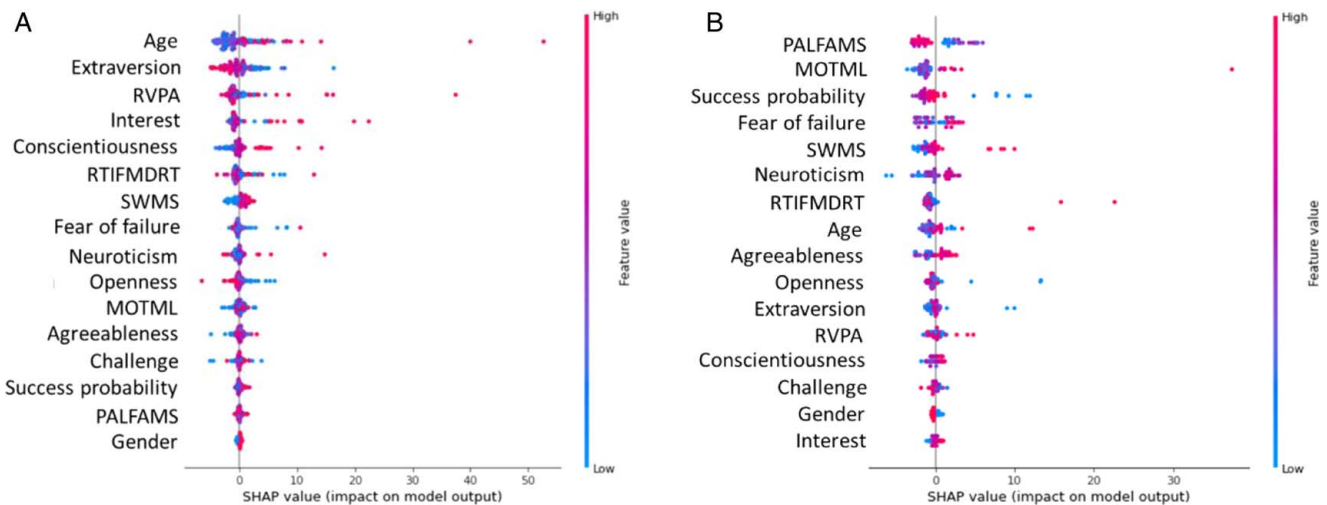 A
High
Age
Extraversion
RVPA
Interest
Conscientiousness
RTIFMDRT
SWMS
Fear of failure
Neuroticism
Openness
MOTML
Agreeableness
Challenge
Success probability
PALFAMS
Gender
0 10 20 30 40 50
SHAP value (impact on model output)
Feature value
Low
B
High
PALFAMS
MOTML
Success probability
Fear of failure
SWMS
Neuroticism
RTIFMDRT
Age
Agreeableness
Openness
Extraversion
RVPA
Conscientiousness
Challenge
Gender
Interest
0 10 20 30
SHAP value (impact on model output)
Feature value
Low